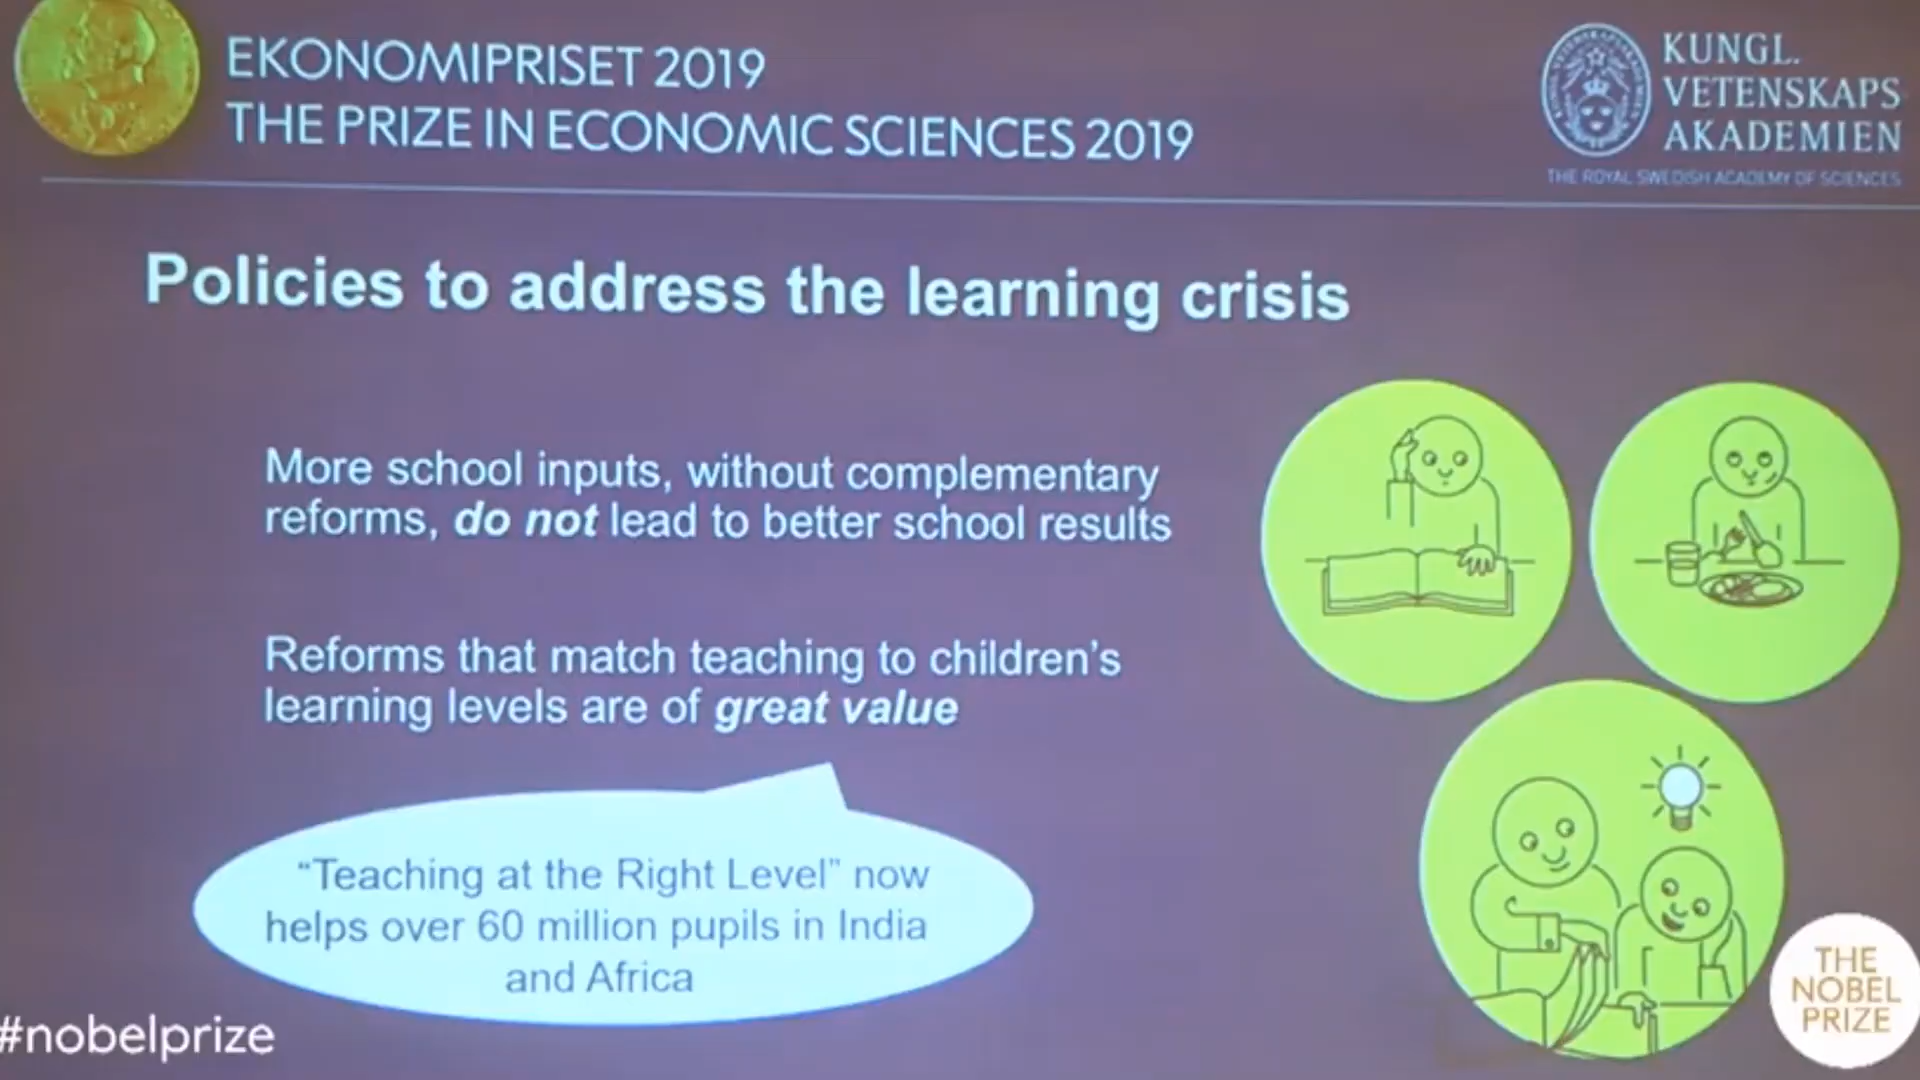 EKONOMIPRISET 2019
THE PRIZE IN ECONOMIC SCIENCES 2019
KUNGL.
VETENSKAPS
AKADEMIEN
THE ROYAL SWEDISH ACADEMY OF SCIENCES
Policies to address the learning crisis
More school inputs, without complementary
reforms, do not lead to better school results
Reforms that match teaching to children’s
learning levels are of great value
“Teaching at the Right Level” now
helps over 60 million pupils in India
and Africa
#nobelprize
THE
NOBEL
PRIZE